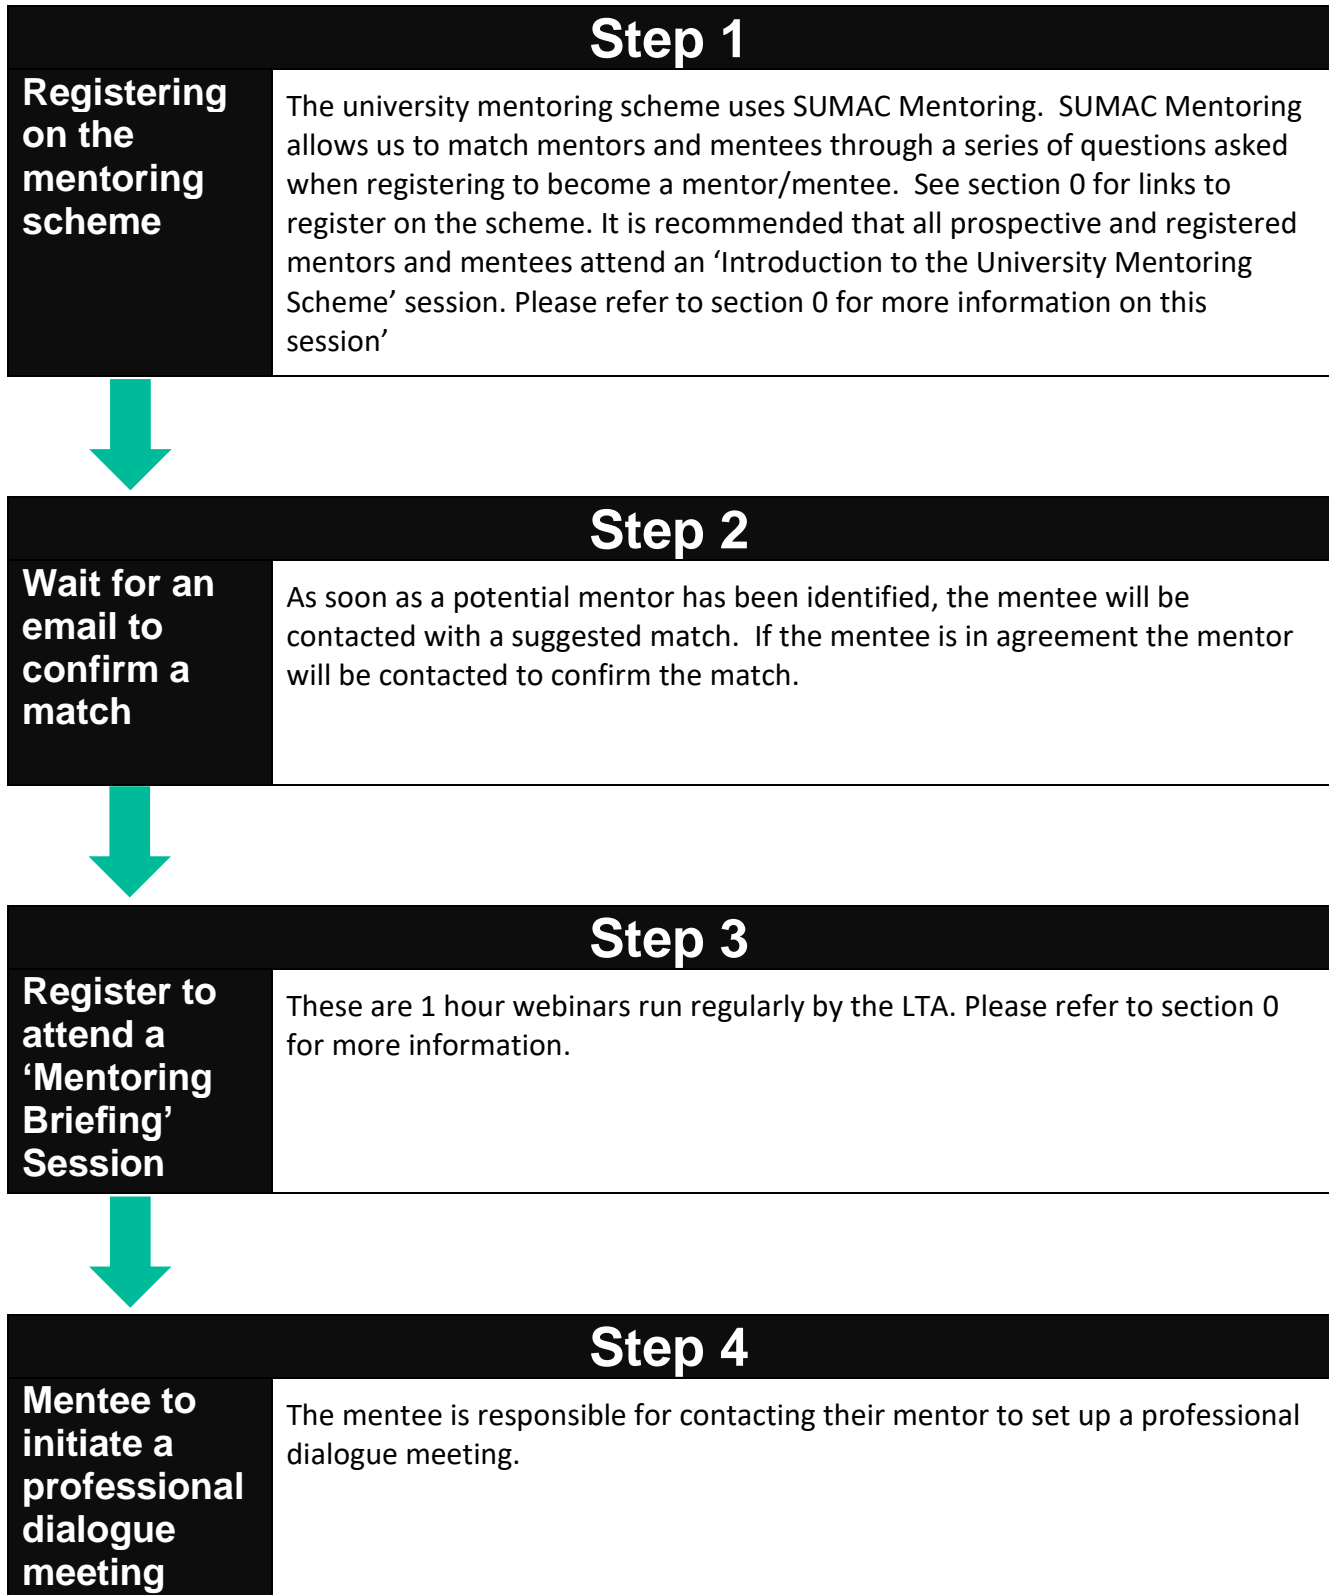 Step 1
Registering
on the
mentoring
scheme
The university mentoring scheme uses SUMAC Mentoring.  SUMAC Mentoring
allows us to match mentors and mentees through a series of questions asked
when registering to become a mentor/mentee.  See section 0 for links to
register on the scheme. It is recommended that all prospective and registered
mentors and mentees attend an ‘Introduction to the University Mentoring
Scheme’ session. Please refer to section 0 for more information on this
session’
Step 2
Wait for an
email to
confirm a
match
As soon as a potential mentor has been identified, the mentee will be
contacted with a suggested match.  If the mentee is in agreement the mentor
will be contacted to confirm the match.
Step 3
Register to
attend a
‘Mentoring
Briefing’
Session
These are 1 hour webinars run regularly by the LTA. Please refer to section 0
for more information.
Step 4
Mentee to
initiate a
professional
dialogue
meeting
The mentee is responsible for contacting their mentor to set up a professional
dialogue meeting.